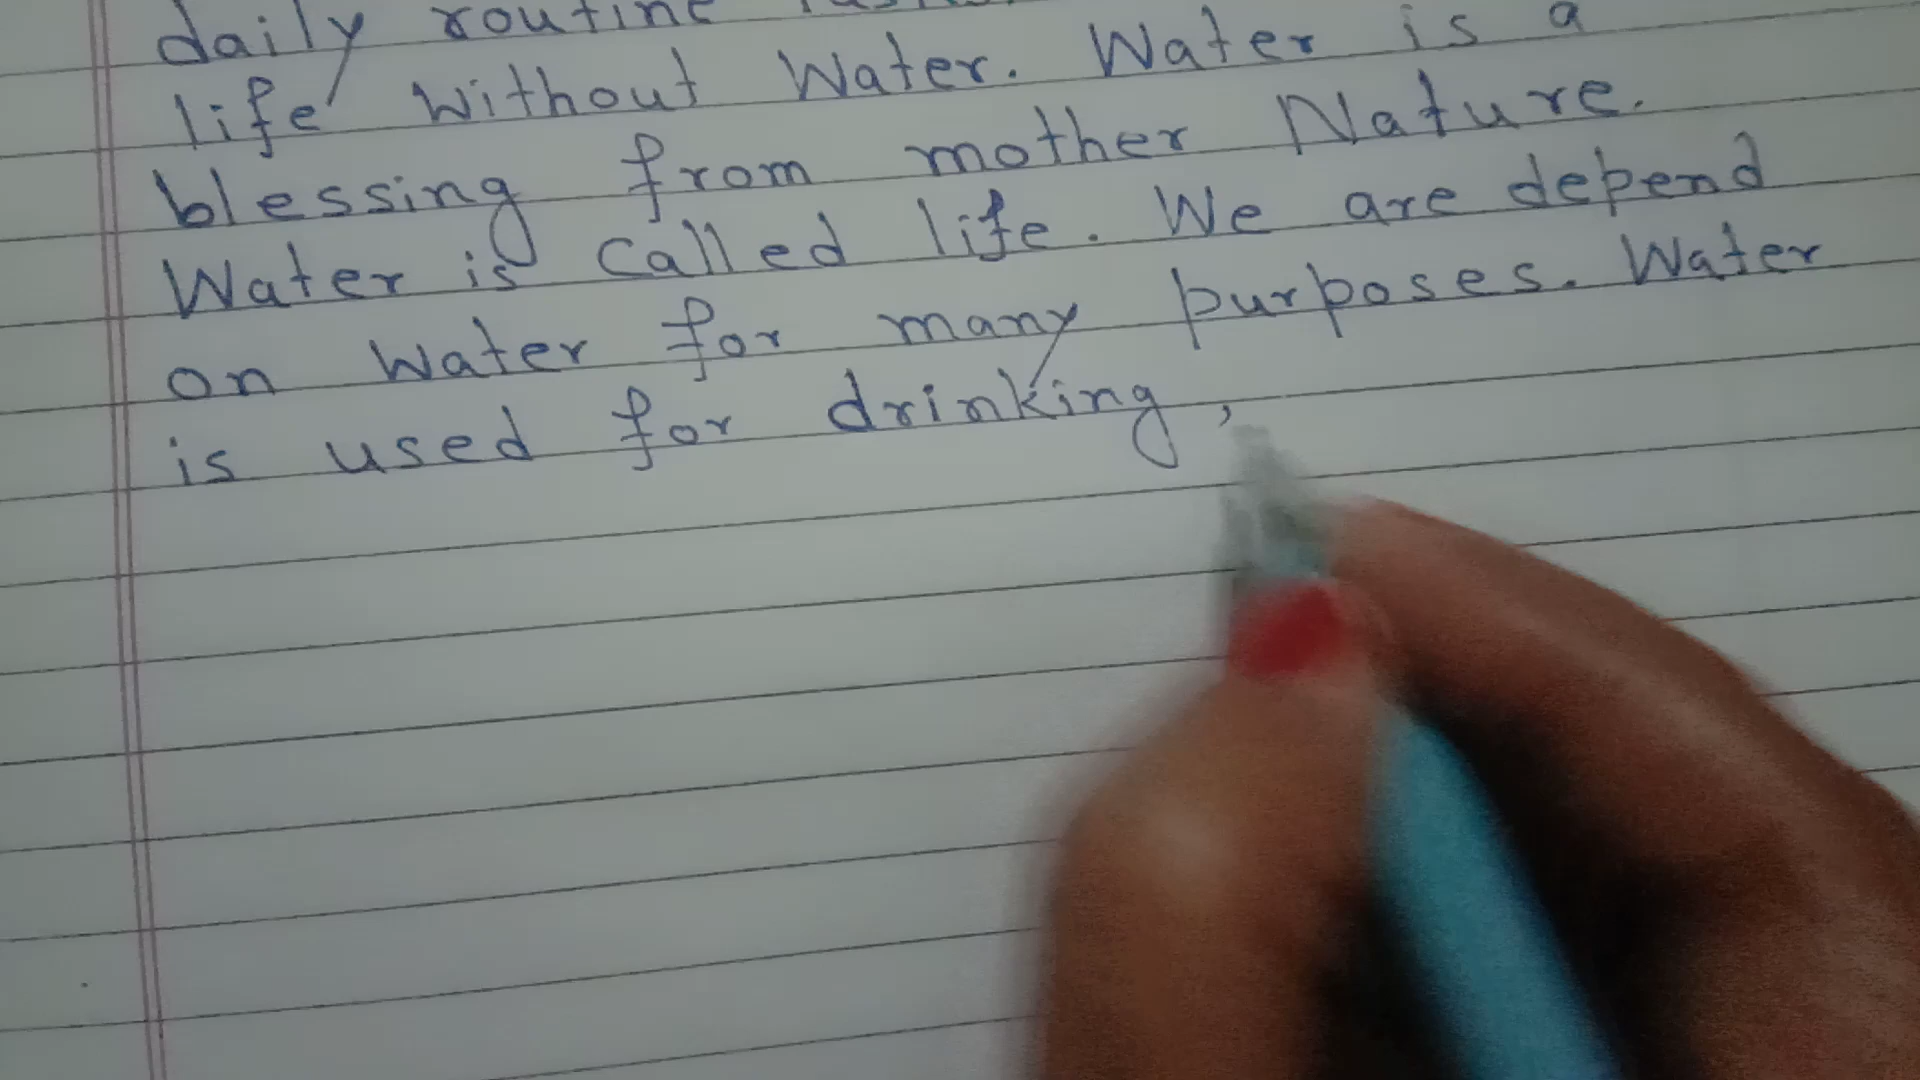 daily routine
life without water. Water is a
blessing from mother Nature.
Water is called life. We are depend
on water for many purposes. Water
is used for drinking,